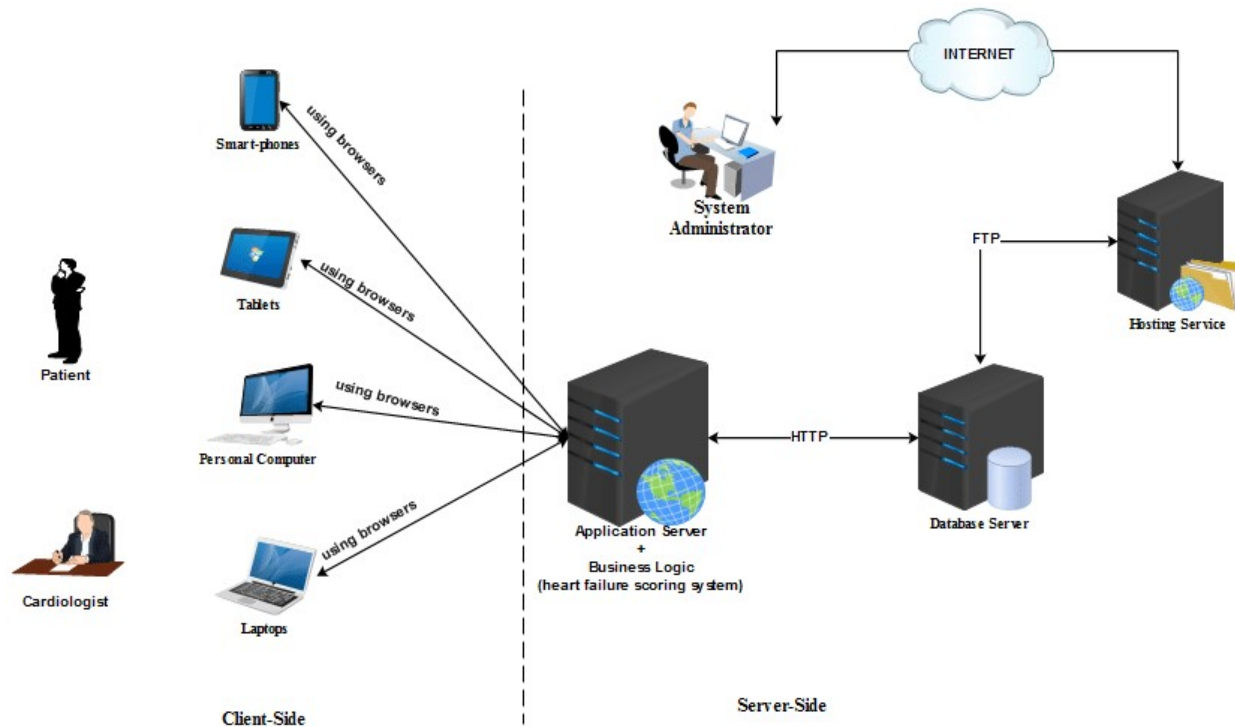 INTERNET
Smart-phones
using browsers
System
Administrator
Tablets
using browsers
FTP
Hosting Service
Patient
Personal Computer
using browsers
HTTP
Database Server
Application Server
+
Business Logic
(heart failure scoring system)
using browsers
Cardiologist
Laptops
Client-Side
Server-Side